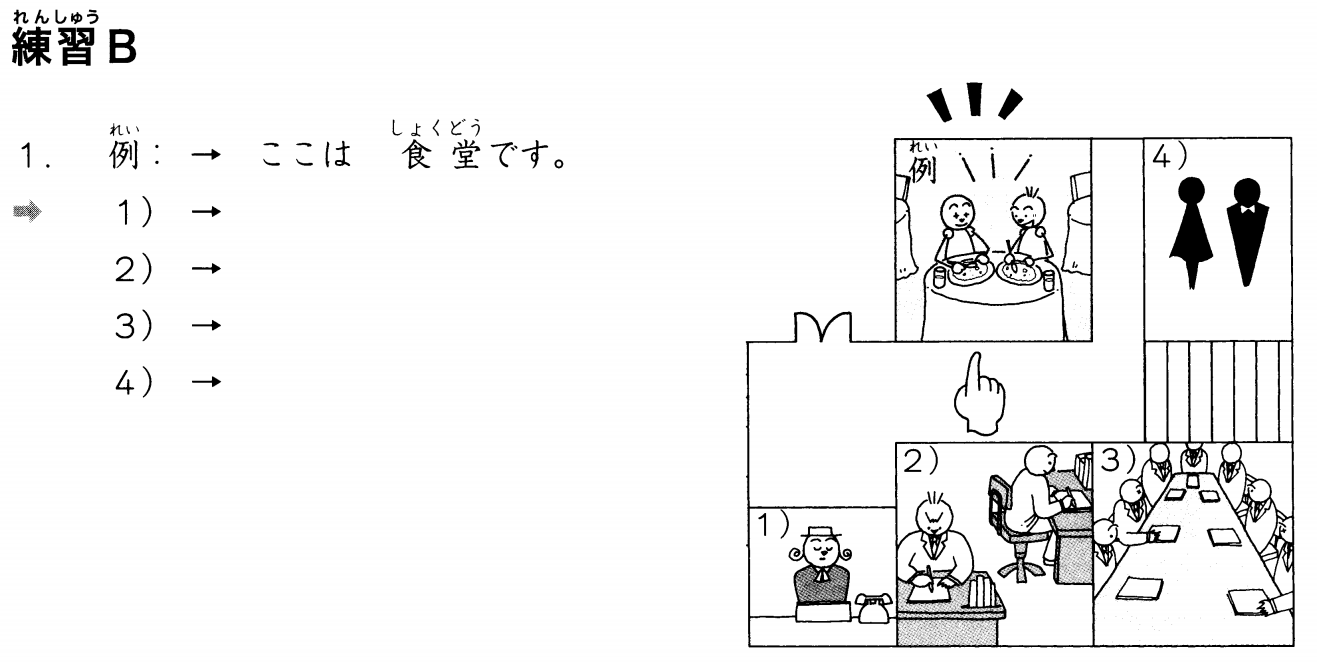 れんしゅう
練習B
れい しょくどう
1. 例: → ここは 食堂です。
➡ 1) →
2) →
3) →
4) →
れい
例
4)
2)
3)
1)